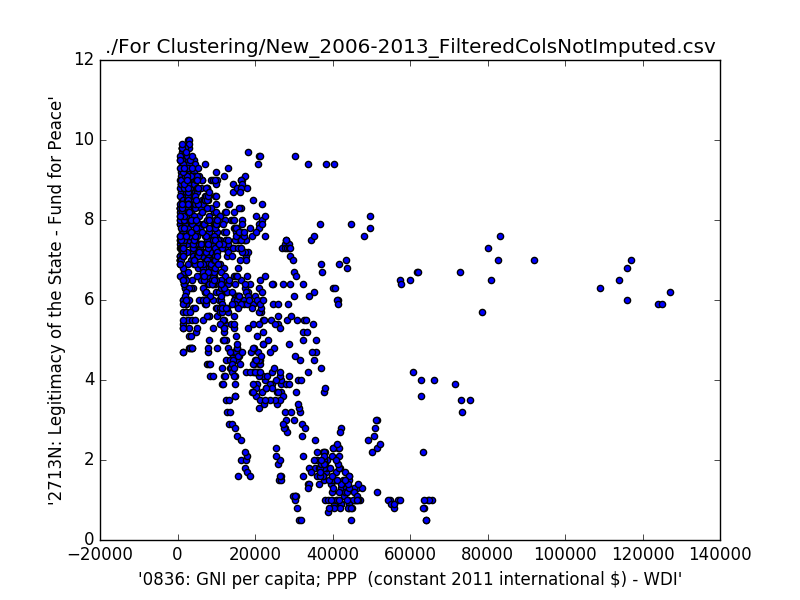 ./For Clustering/New_2006-2013_FilteredColsNotImputed.csv
'2713N: Legitimacy of the State - Fund for Peace'
12
10
8
6
4
2
0
−20000 0 20000 40000 60000 80000 100000 120000 140000
'0836: GNI per capita; PPP  (constant 2011 international $) - WDI'